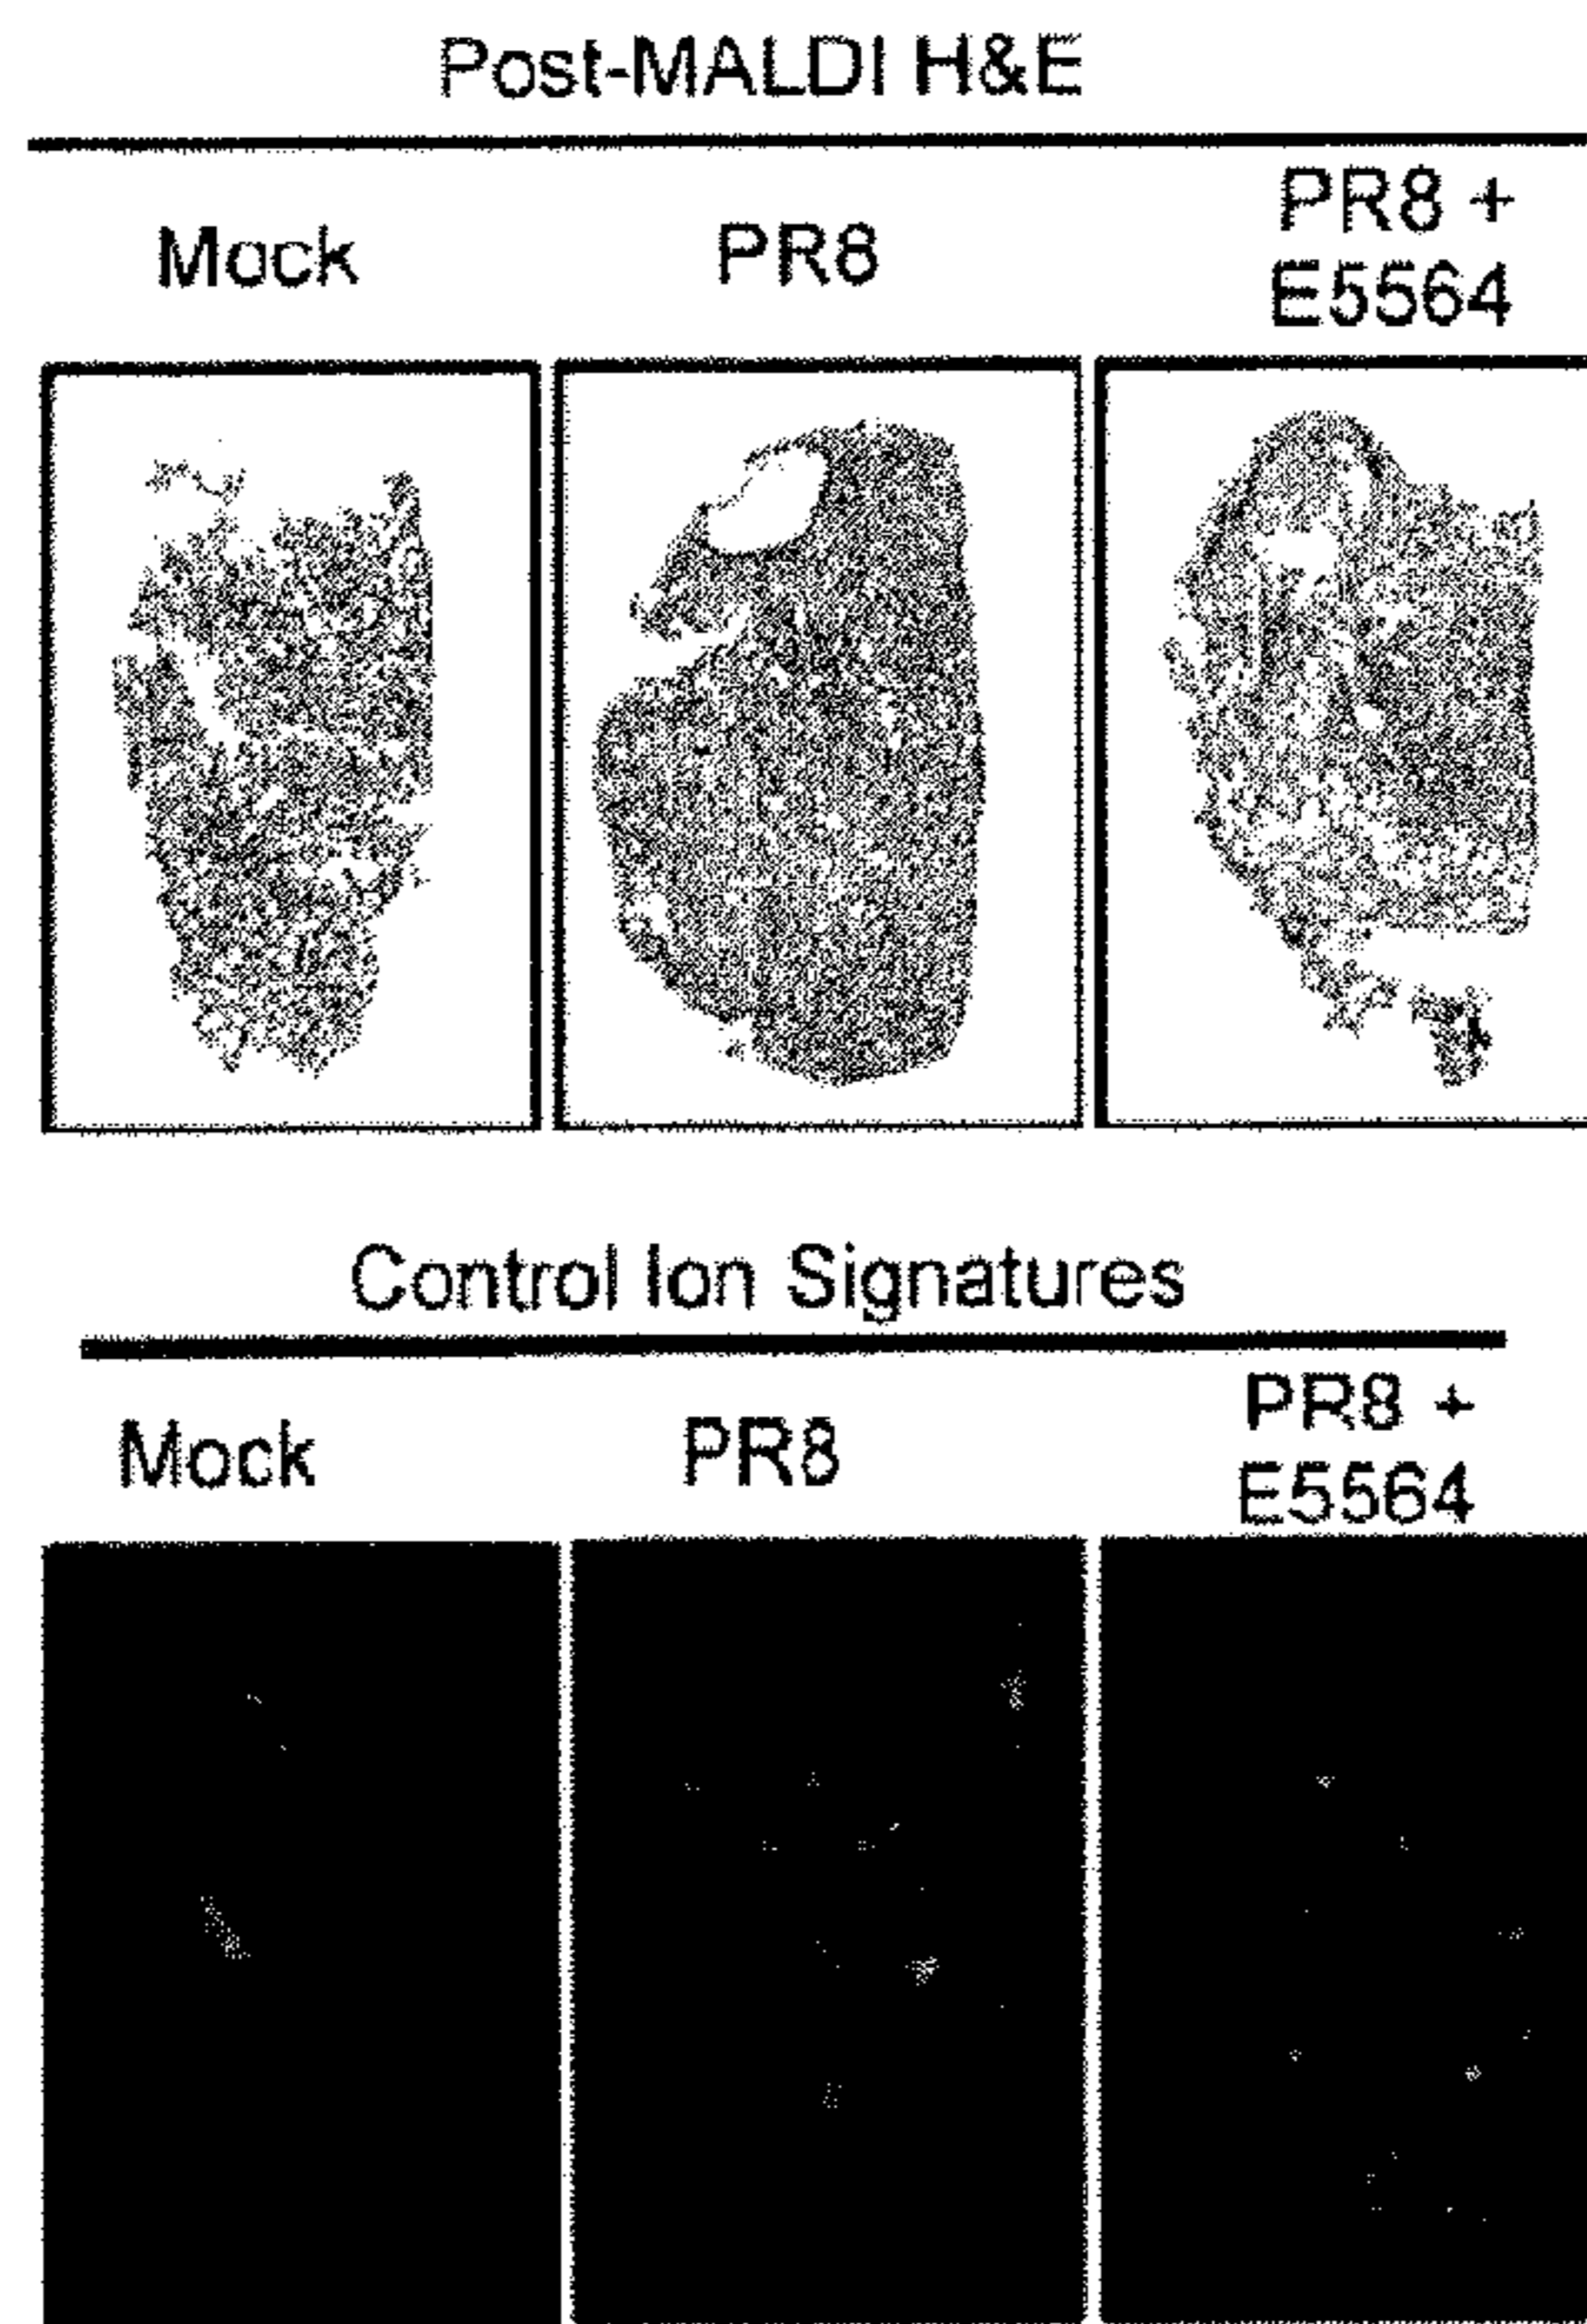 Post-MALDI H&E
Mock
PR8
PR8 +
E5564
Control Ion Signatures
Mock
PR8
PR8 +
E5564